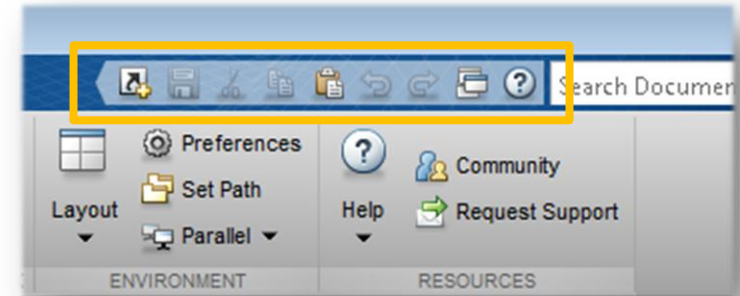 Search Documen
Preferences
Set Path
Parallel
Layout
Community
Request Support
Help
ENVIRONMENT
RESOURCES